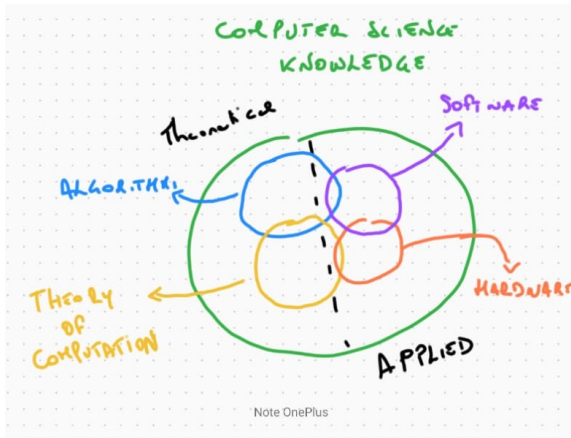 COMPUTER SCIENCE
KNOWLEDGE
Theoretical
SOFTWARE
ALGORITHMS
THEORY
OF
COMPUTATION
HARDWARE
APPLIED
Note OnePlus